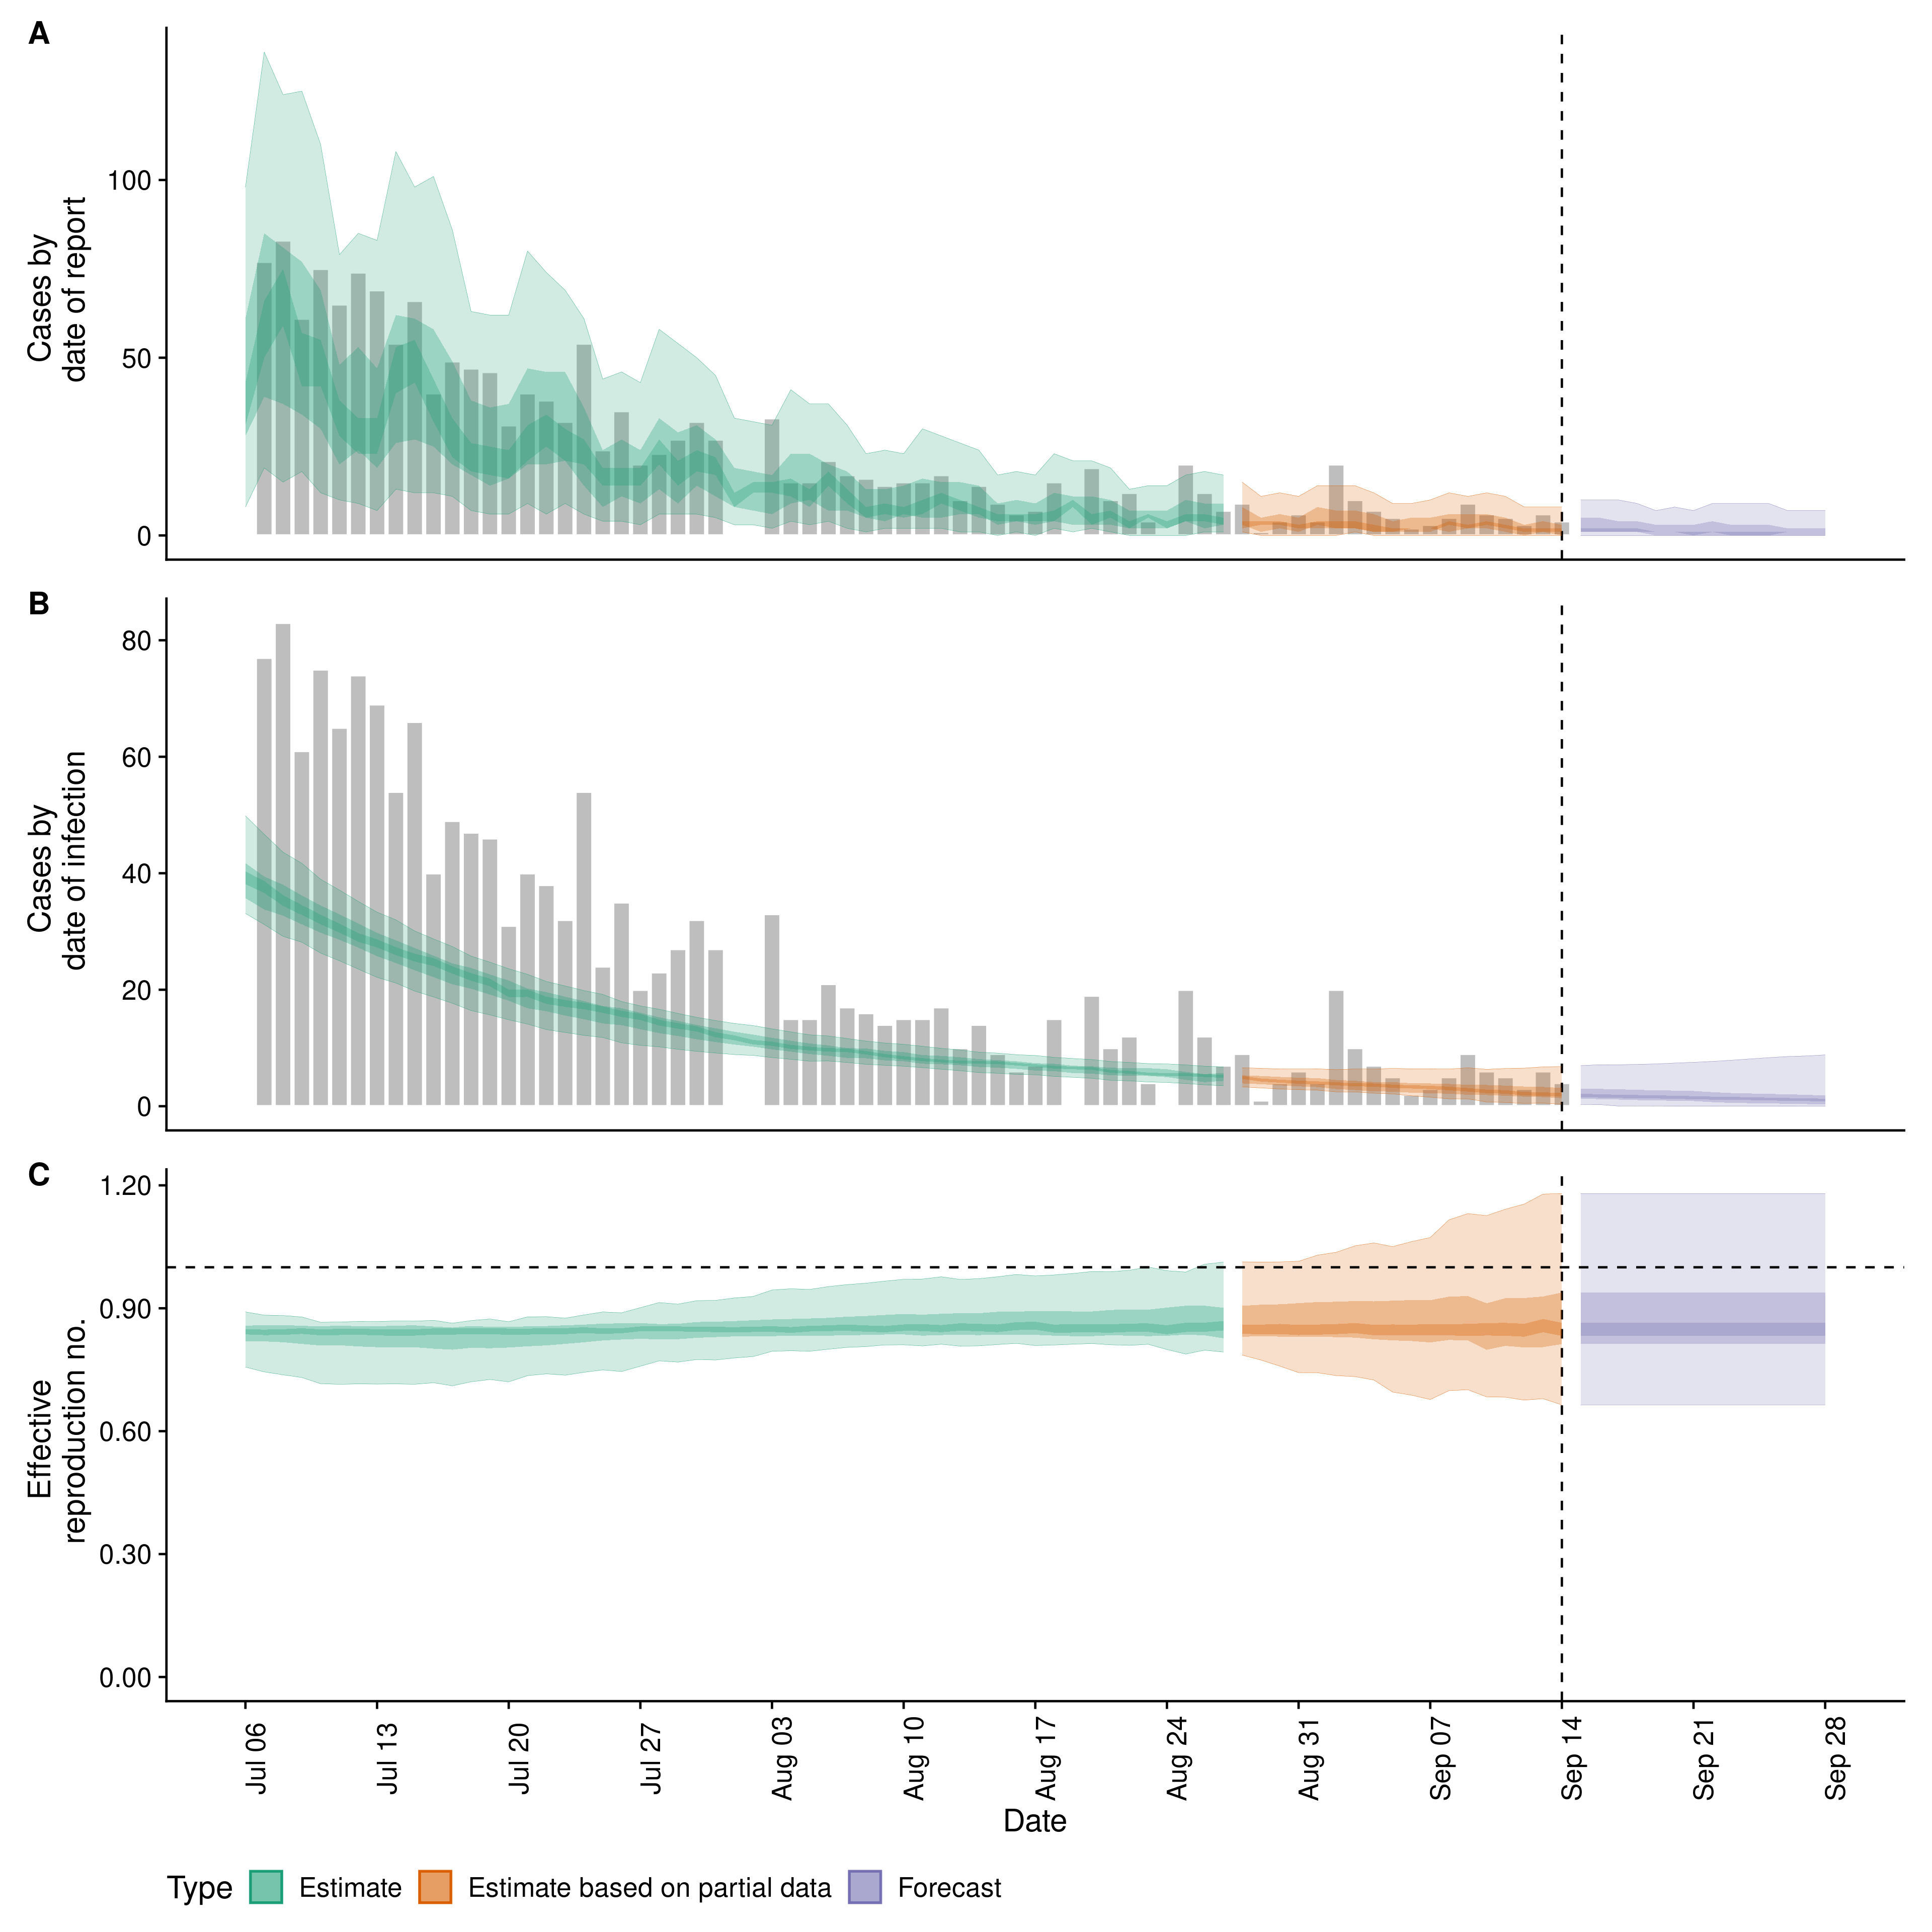 A
Cases by
date of report
100
50
0
B
Cases by
date of infection
80
60
40
20
0
C
Effective
reproduction no.
1.20
0.90
0.60
0.30
0.00
Jul 06
Jul 13
Jul 20
Jul 27
Aug 03
Aug 10
Aug 17
Aug 24
Aug 31
Sep 07
Sep 14
Sep 21
Sep 28
Date
Type Estimate Estimate based on partial data Forecast